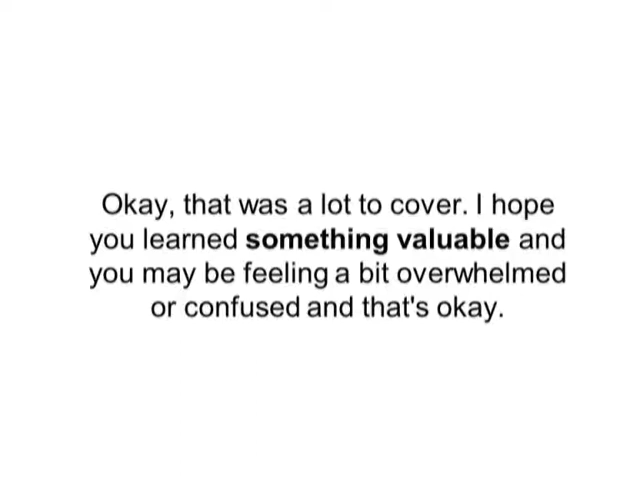 Okay, that was a lot to cover. I hope
you learned something valuable and
you may be feeling a bit overwhelmed
or confused and that's okay.